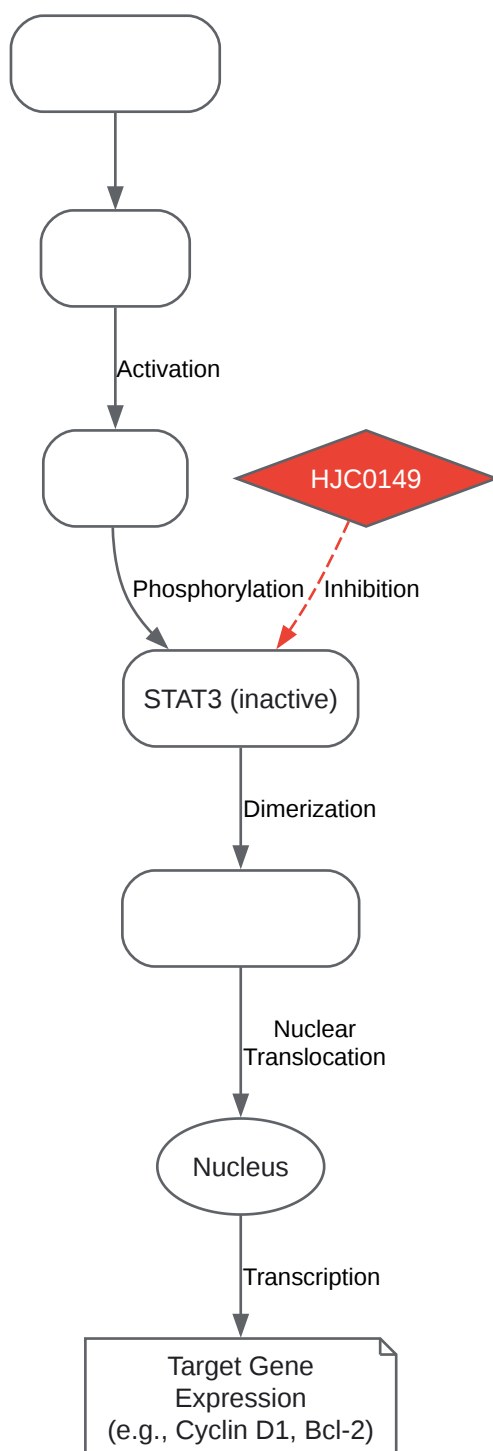 Activation
HJC0149
Phosphorylation
Inhibition
STAT3 (inactive)
Dimerization
Nuclear
Translocation
Nucleus
Transcription
Target Gene
Expression
(e.g., Cyclin D1, Bcl-2)